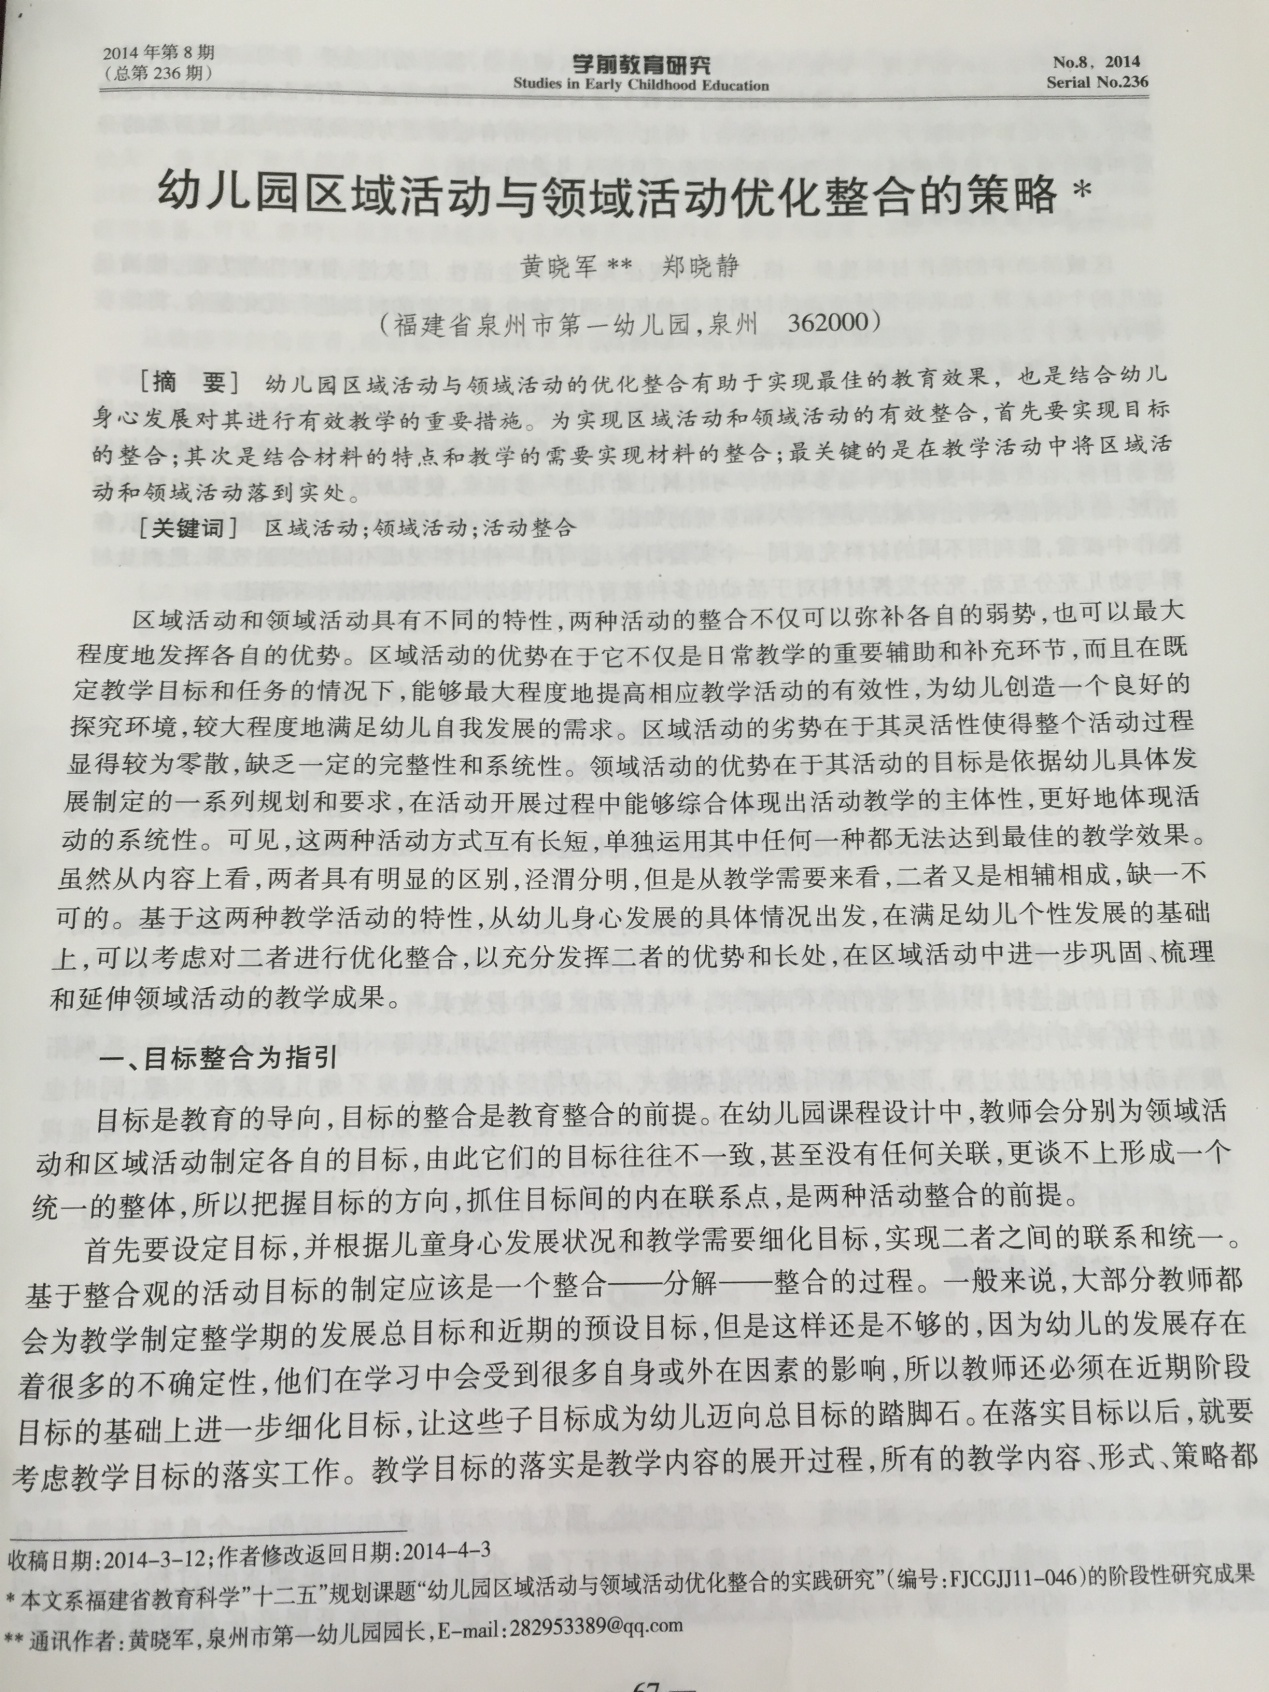 2014年第8期
(总第236期)
学前教育研究
Studies in Early Childhood Education
No.8, 2014
Serial No.236
幼儿园区域活动与领域活动优化整合的策略*
黄晓军** 郑晓静
(福建省泉州市第一幼儿园,泉州 362000)
[摘 要] 幼儿园区域活动与领域活动的优化整合有助于实现最佳的教育效果,也是结合幼儿
身心发展对其进行有效教学的重要措施。为实现区域活动和领域活动的有效整合,首先要实现目标
的整合;其次是结合材料的特点和教学的需要实现材料的整合;最关键的是在教学活动中将区域活
动和领域活动落到实处。
[关键词] 区域活动;领域活动;活动整合
区域活动和领域活动具有不同的特性,两种活动的整合不仅可以弥补各自的弱势,也可以最大
程度地发挥各自的优势。区域活动的优势在于它不仅是日常教学的重要辅助和补充环节,而且在既
定教学目标和任务的情况下,能够最大程度地提高相应教学活动的有效性,为幼儿创造一个良好的
探究环境,较大程度地满足幼儿自我发展的需求。区域活动的劣势在于其灵活性使得整个活动过程
显得较为零散,缺乏一定的完整性和系统性。领域活动的优势在于其活动的目标是依据幼儿具体发
展制定的一系列规划和要求,在活动开展过程中能够综合体现出活动教学的主体性,更好地体现活
动的系统性。可见,这两种活动方式互有长短,单独运用其中任何一种都无法达到最佳的教学效果。
虽然从内容上看,两者具有明显的区别,泾渭分明,但是从教学需要来看,二者又是相辅相成,缺一不
可的。基于这两种教学活动的特性,从幼儿身心发展的具体情况出发,在满足幼儿个性发展的基础
上,可以考虑对二者进行优化整合,以充分发挥二者的优势和长处,在区域活动中进一步巩固、梳理
和延伸领域活动的教学成果。
一、目标整合为指引
目标是教育的导向,目标的整合是教育整合的前提。在幼儿园课程设计中,教师会分别为领域活
动和区域活动制定各自的目标,由此它们的目标往往不一致,甚至没有任何关联,更谈不上形成一个
统一的整体,所以把握目标的方向,抓住目标间的内在联系点,是两种活动整合的前提。
首先要设定目标,并根据儿童身心发展状况和教学需要细化目标,实现二者之间的联系和统一。
基于整合观的活动目标的制定应该是一个整合——分解——整合的过程。一般来说,大部分教师都
会为教学制定整学期的发展总目标和近期的预设目标,但是这样还是不够的,因为幼儿的发展存在
着很多的不确定性,他们在学习中会受到很多自身或外在因素的影响,所以教师还必须在近期阶段
目标的基础上进一步细化目标,让这些子目标成为幼儿迈向总目标的踏脚石。在落实目标以后,就要
考虑教学目标的落实工作。教学目标的落实是教学内容的展开过程,所有的教学内容、形式、策略都
收稿日期:2014-3-12;作者修改返回日期:2014-4-3
*本文系福建省教育科学"十二五"规划课题“幼儿园区域活动与领域活动优化整合的实践研究”(编号:FJCGJJ11-046)的阶段性研究成果
**通讯作者:黄晓军,泉州市第一幼儿园园长,E-mail:282953389@qq.com
67 —